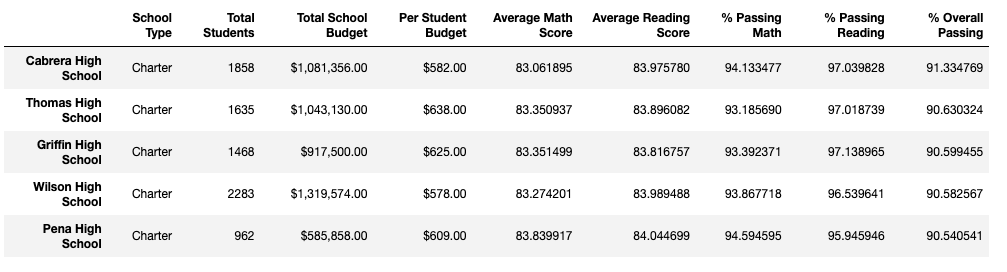 School Type Total Students Total School Budget Per Student Budget Average Math Score Average Reading Score % Passing Math % Passing Reading % Overall Passing
Cabrera High School Charter 1858 $1,081,356.00 $582.00 83.061895 83.975780 94.133477 97.039828 91.334769
Thomas High School Charter 1635 $1,043,130.00 $638.00 83.350937 83.896082 93.185690 97.018739 90.630324
Griffin High School Charter 1468 $917,500.00 $625.00 83.351499 83.816757 93.392371 97.138965 90.599455
Wilson High School Charter 2283 $1,319,574.00 $578.00 83.274201 83.989488 93.867718 96.539641 90.582567
Pena High School Charter 962 $585,858.00 $609.00 83.839917 84.044699 94.594595 95.945946 90.540541